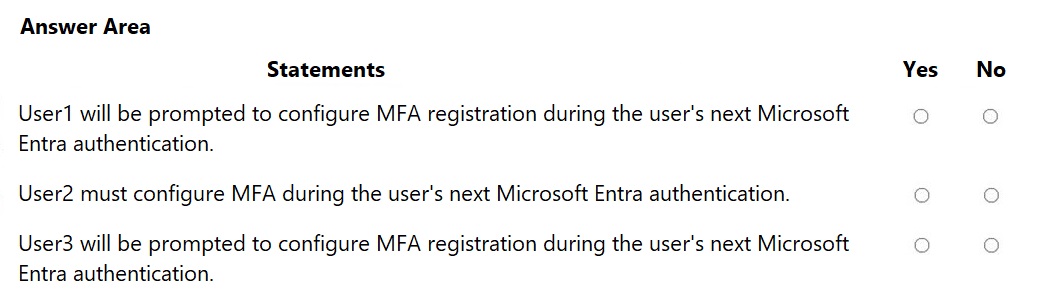 Answer Area
Statements Yes No
User1 will be prompted to configure MFA registration during the user's next Microsoft
Entra authentication.
User2 must configure MFA during the user's next Microsoft Entra authentication.
User3 will be prompted to configure MFA registration during the user's next Microsoft
Entra authentication.